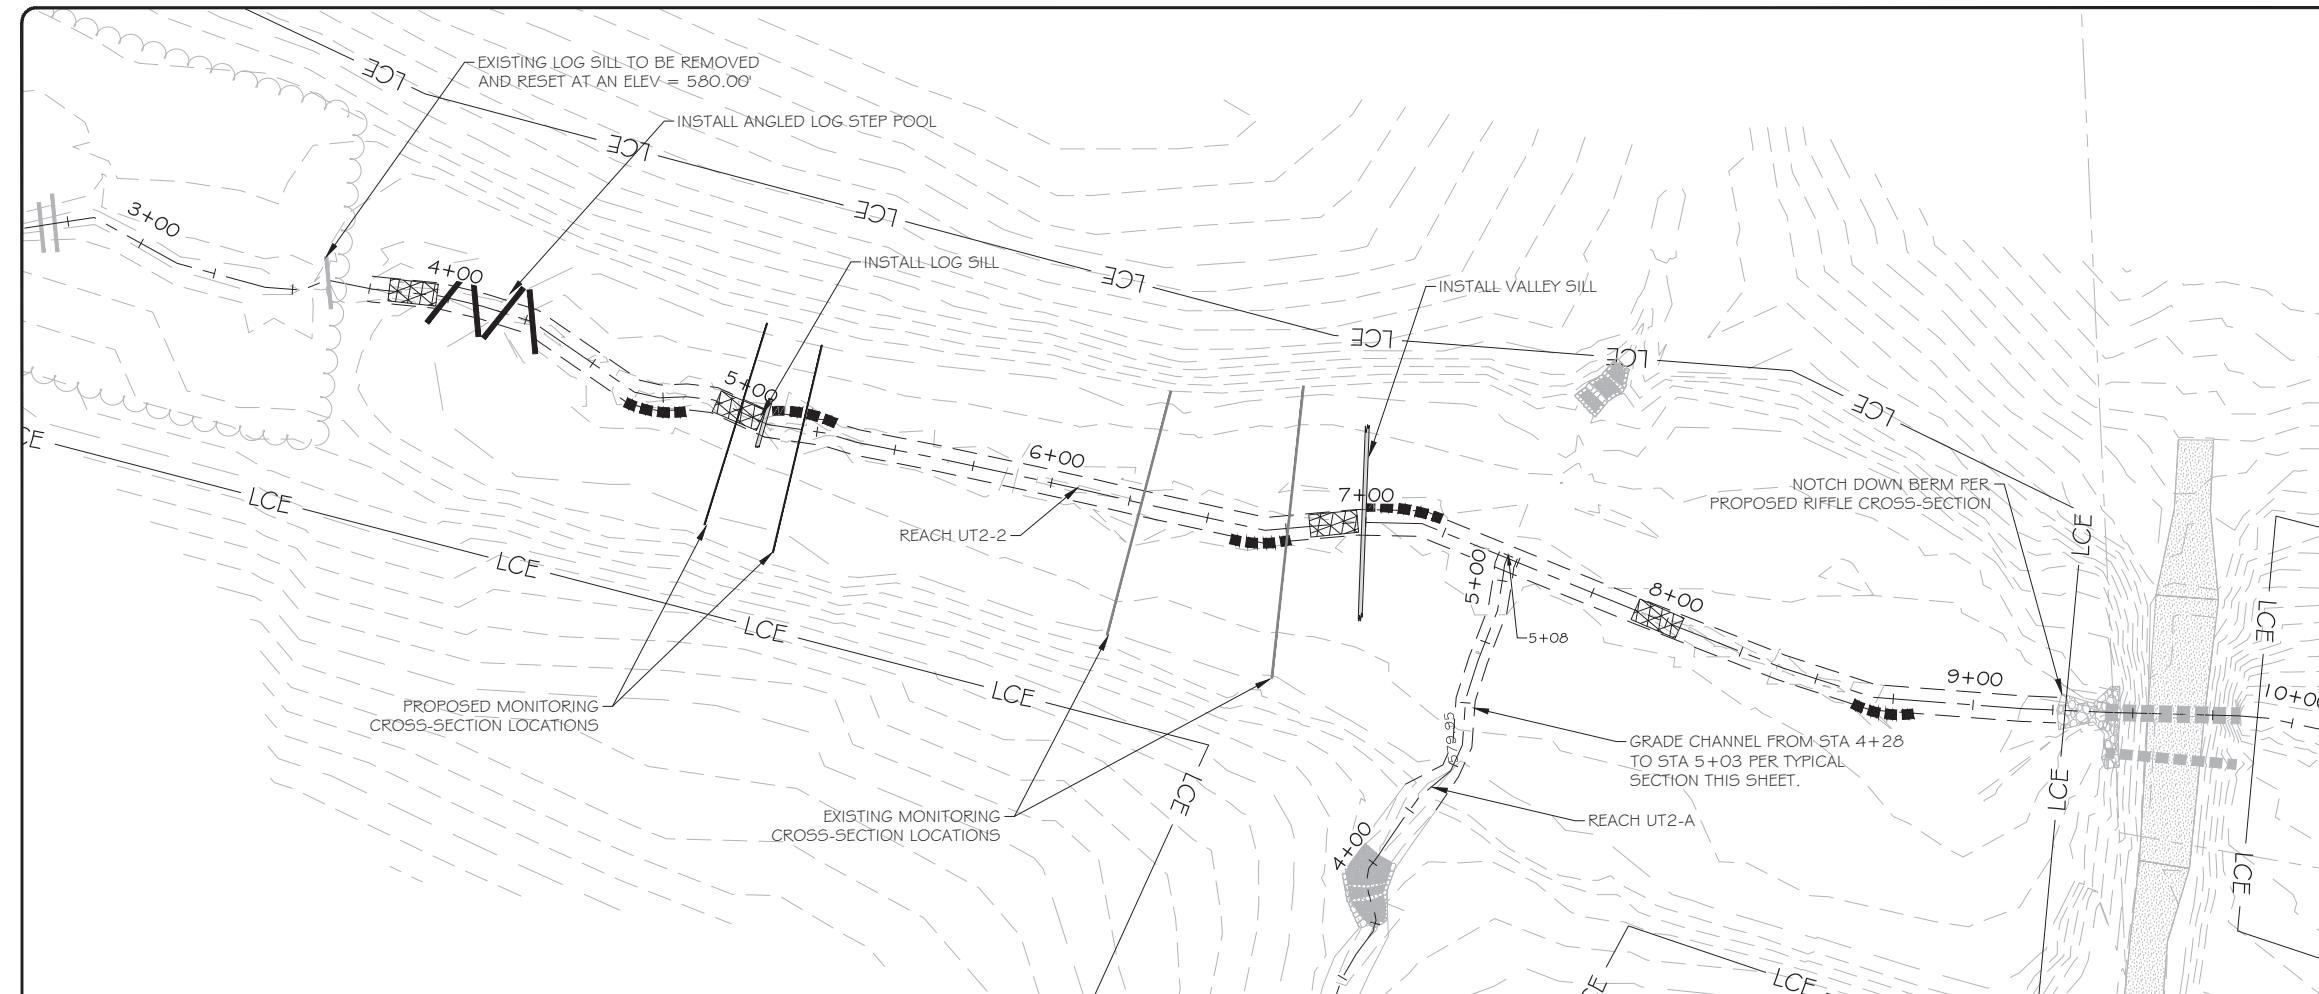 EXISTING LOG SILL TO BE REMOVED
AND RESET AT AN ELEV = 580.00'
LCE
INSTALL ANGLED LOG STEP POOL
LCE
3+00
LCE
4+00
INSTALL LOG SILL
LCE
INSTALL VALLEY SILL
LCE
LCE
5+00
LCE
CE
6+00
LCE
7+00
NOTCH DOWN BERM PER
PROPOSED RIFFLE CROSS-SECTION
REACH UT2-2
LCE
LCE
5+00
8+00
LCE
LCE
5+08
LCE
9+00
10+00
PROPOSED MONITORING
CROSS-SECTION LOCATIONS
579.95
GRADE CHANNEL FROM STA 4+28
TO STA 5+03 PER TYPICAL
SECTION THIS SHEET.
LCE
LCE
EXISTING MONITORING
CROSS-SECTION LOCATIONS
REACH UT2-A
4+00
LCE
LCE
CE